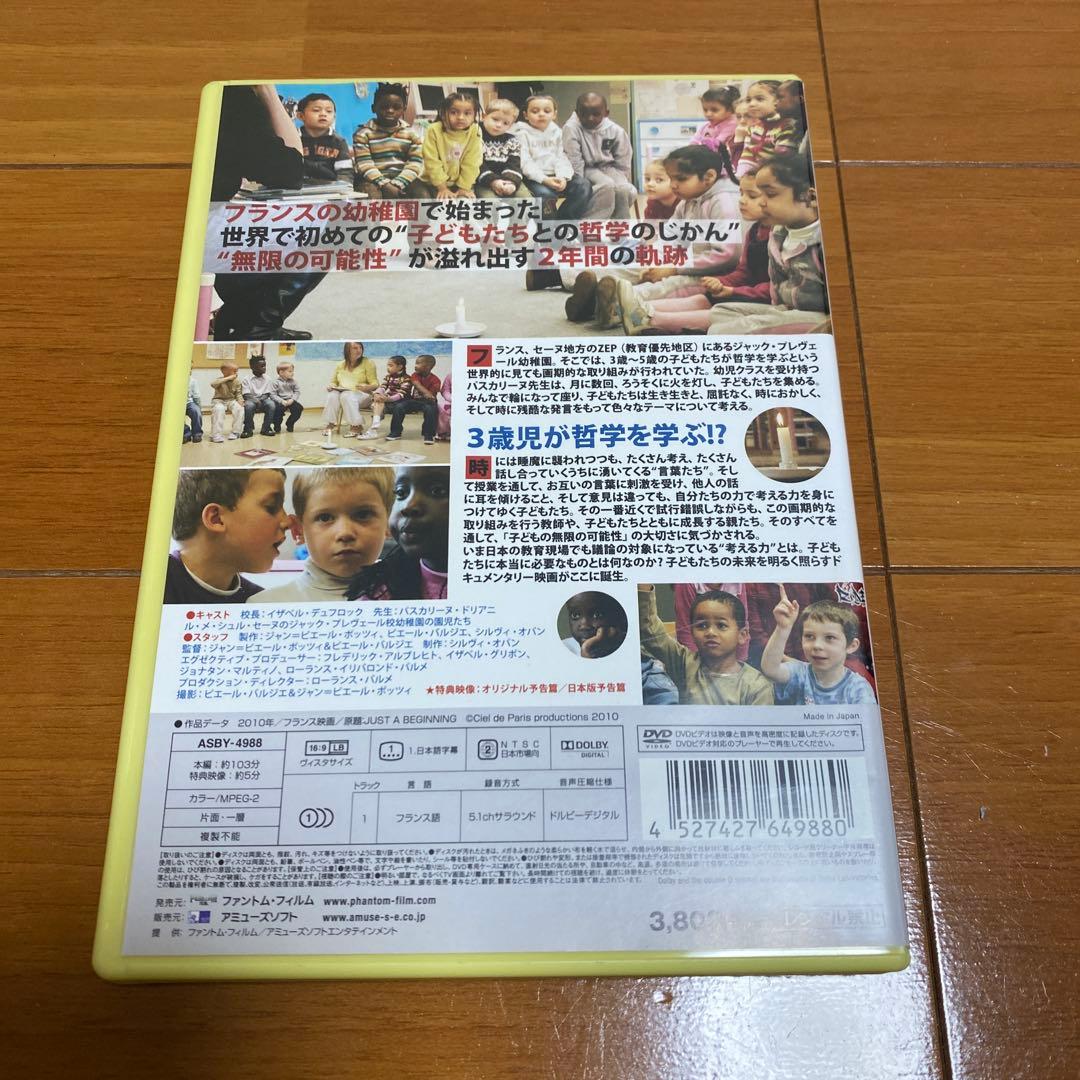 フランスの幼稚園で始まった
世界で初めての“子どもたちとの哲学のじかん”
“無限の可能性”が溢れ出す2年間の軌跡
フランス、セーヌ地方のZEP（教育優先地区）にあるジャック・プレヴェ
ール幼稚園。そこでは、3歳〜5歳の子どもたちが哲学を学ぶという
世界的に見ても画期的な取り組みが行われていた。幼児クラスを受け持つ
パスカリーヌ先生は、月に数回、ろうそくに火を灯し、子どもたちを集める。
みんなで輪になって座り、子どもたちは生き生きと、屈託なく、時におかしく、
そして時に残酷な発言をもって色々なテーマについて考える。
3歳児が哲学を学ぶ!?
時には睡魔に襲われつつも、たくさん考え、たくさん
話し合っていくうちに湧いてくる“言葉たち”。そし
て授業を通して、お互いの言葉に刺激を受け、他人の話
に耳を傾けること、そして意見は違っても、自分たちの力で考える力を身に
つけてゆく子どもたち。その一番近くで試行錯誤しながらも、この画期的な
取り組みを行う教師や、子どもたちとともに成長する親たち。そのすべてを
通して、「子どもの無限の可能性」の大切さに気づかされる。
いま日本の教育現場でも議論の対象になっている“考える力”とは。子ども
たちに本当に必要なものとは何なのか？子どもたちの未来を明るく照らすド
キュメンタリー映画がここに誕生。
●キャスト 校長：イザベル・デュフロック 先生：パスカリーヌ・ドリアニ
ル・メ・シュル・セーヌのジャック・プレヴェール校幼稚園の園児たち
●スタッフ 製作：ジャン＝ピエール・ポッツィ、ピエール・バルジエ、シルヴィ・オパン
監督：ジャン＝ピエール・ポッツィ＆ピエール・バルジエ 制作：シルヴィ・オパン
エグゼクティブ・プロデューサー：フレデリック・アルブレヒト、イザベル・グリポン、
ジョナタン・マルティノ、ローランス・イリバロンド・パルメ
プロダクション・ディレクター：ローランス・パルメ
撮影：ピエール・バルジエ＆ジャン＝ピエール・ポッツィ ★特典映像：オリジナル予告篇／日本版予告篇
●作品データ 2010年／フランス映画／原題：JUST A BEGINNING ©Ciel de Paris productions 2010
Made in Japan
ASBY-4988
本編：約103分
特典映像：約5分
カラー/MPEG-2
片面・一層
複製不能
16:9 LB
ヴィスタサイズ
1.日本語字幕
2 NTSC
日本市場向
DOLBY
DIGITAL
トラック 言語 録音方式 音声圧縮仕様
1 フランス語 5.1chサラウンド ドルビーデジタル
DVD VIDEO
DVDビデオは映像と音声を高密度に記録したディスクです。
DVDビデオ対応のプレーヤーで再生してください。
4 527427 649880
発売元： ファントム・フィルム www.phantom-film.com
販売元： アミューズソフト www.amuse-s-e.co.jp
提 供：ファントム・フィルム／アミューズソフトエンタテインメント
レンタル禁止